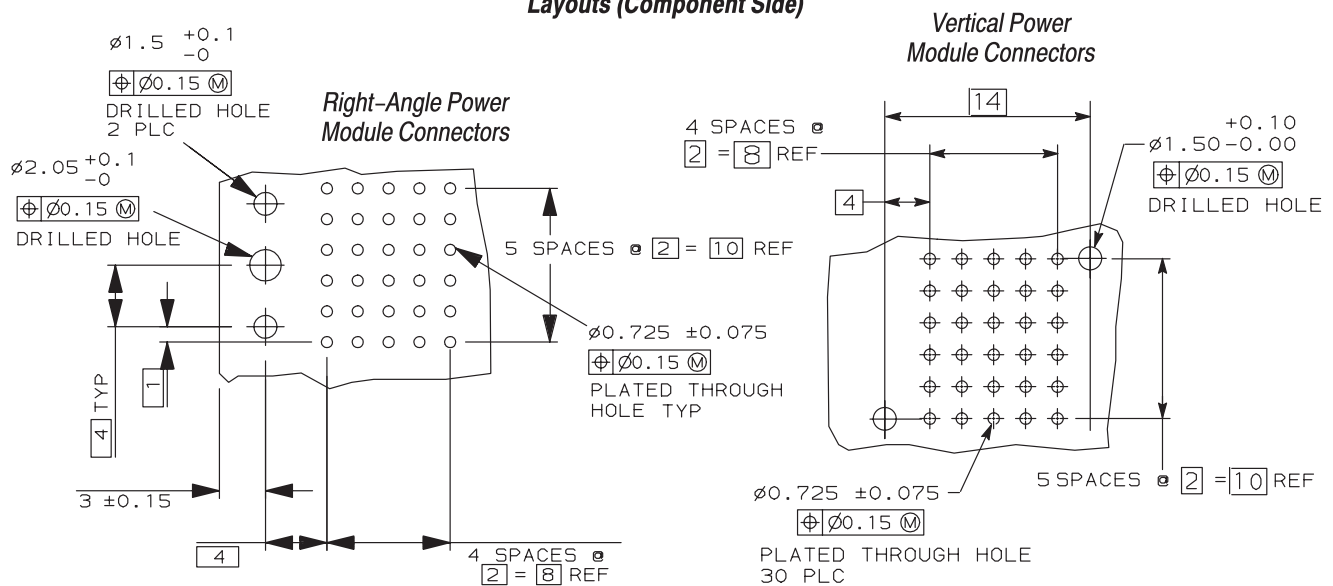 Layouts (Component Side)
Vertical Power
Module Connectors
Ø1.5 +0.1
-0
⌖ Ø0.15 Ⓜ
DRILLED HOLE
2 PLC
Right-Angle Power
Module Connectors
Ø2.05 +0.1
-0
⌖ Ø0.15 Ⓜ
DRILLED HOLE
5 SPACES @ 2 = 10 REF
Ø0.725 ±0.075
⌖ Ø0.15 Ⓜ
PLATED THROUGH
HOLE TYP
1
4 TYP
3 ±0.15
4
4 SPACES @
2 = 8 REF
14
4 SPACES @
2 = 8 REF
4
+0.10
Ø1.50-0.00
⌖ Ø0.15 Ⓜ
DRILLED HOLE
5 SPACES @ 2 = 10 REF
Ø0.725 ±0.075
⌖ Ø0.15 Ⓜ
PLATED THROUGH HOLE
30 PLC